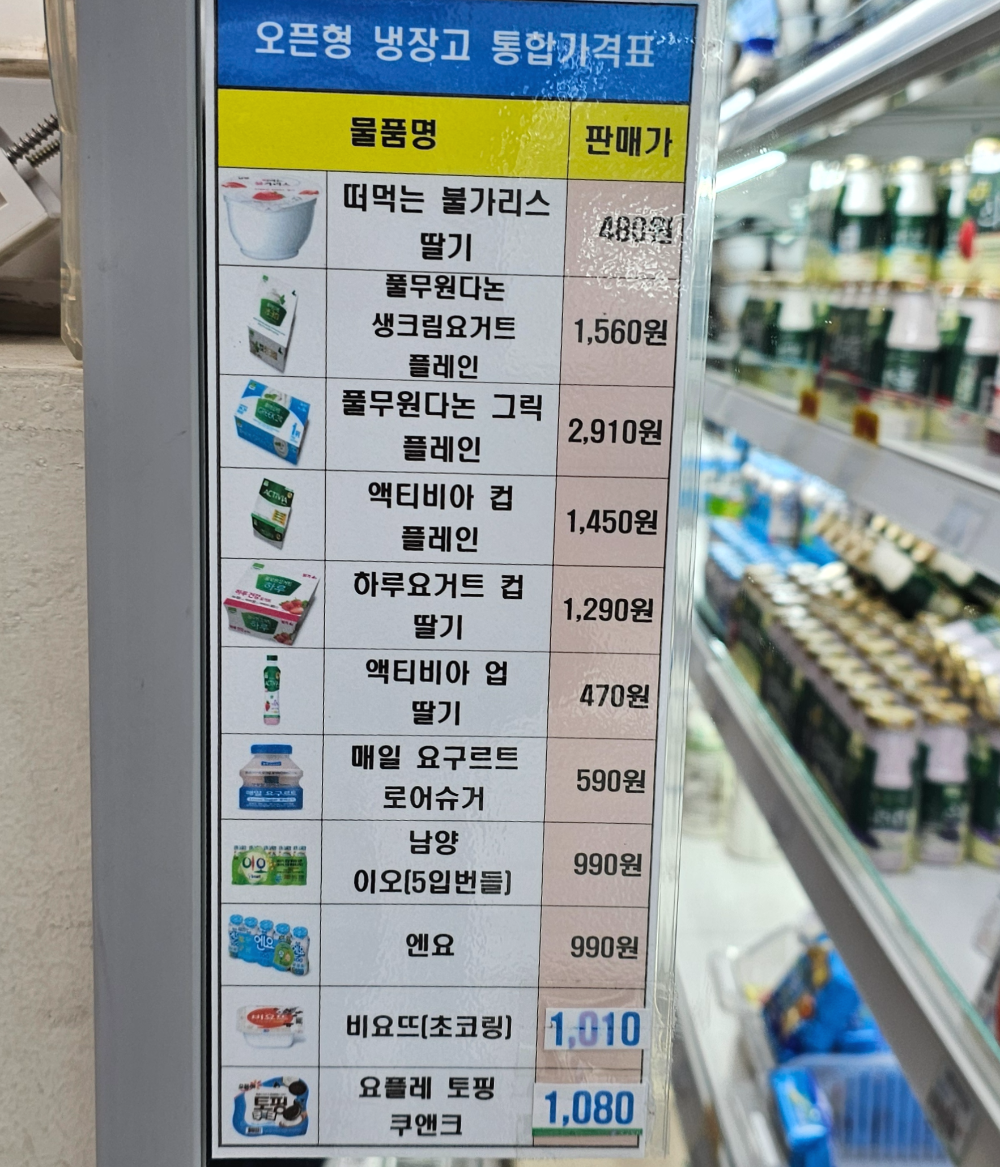 오픈형 냉장고 통합가격표
물품명 판매가
떠먹는 불가리스
딸기
480원
풀무원다논
생크림요거트
플레인
1,560원
풀무원다논 그릭
플레인
2,910원
액티비아 컵
플레인
1,450원
하루요거트 컵
딸기
1,290원
액티비아 업
딸기
470원
매일 요구르트
로어슈거
590원
남양
이오(5입번들)
990원
엔요
990원
비요뜨(초코링)
1,010
요플레 토핑
쿠앤크
1,080